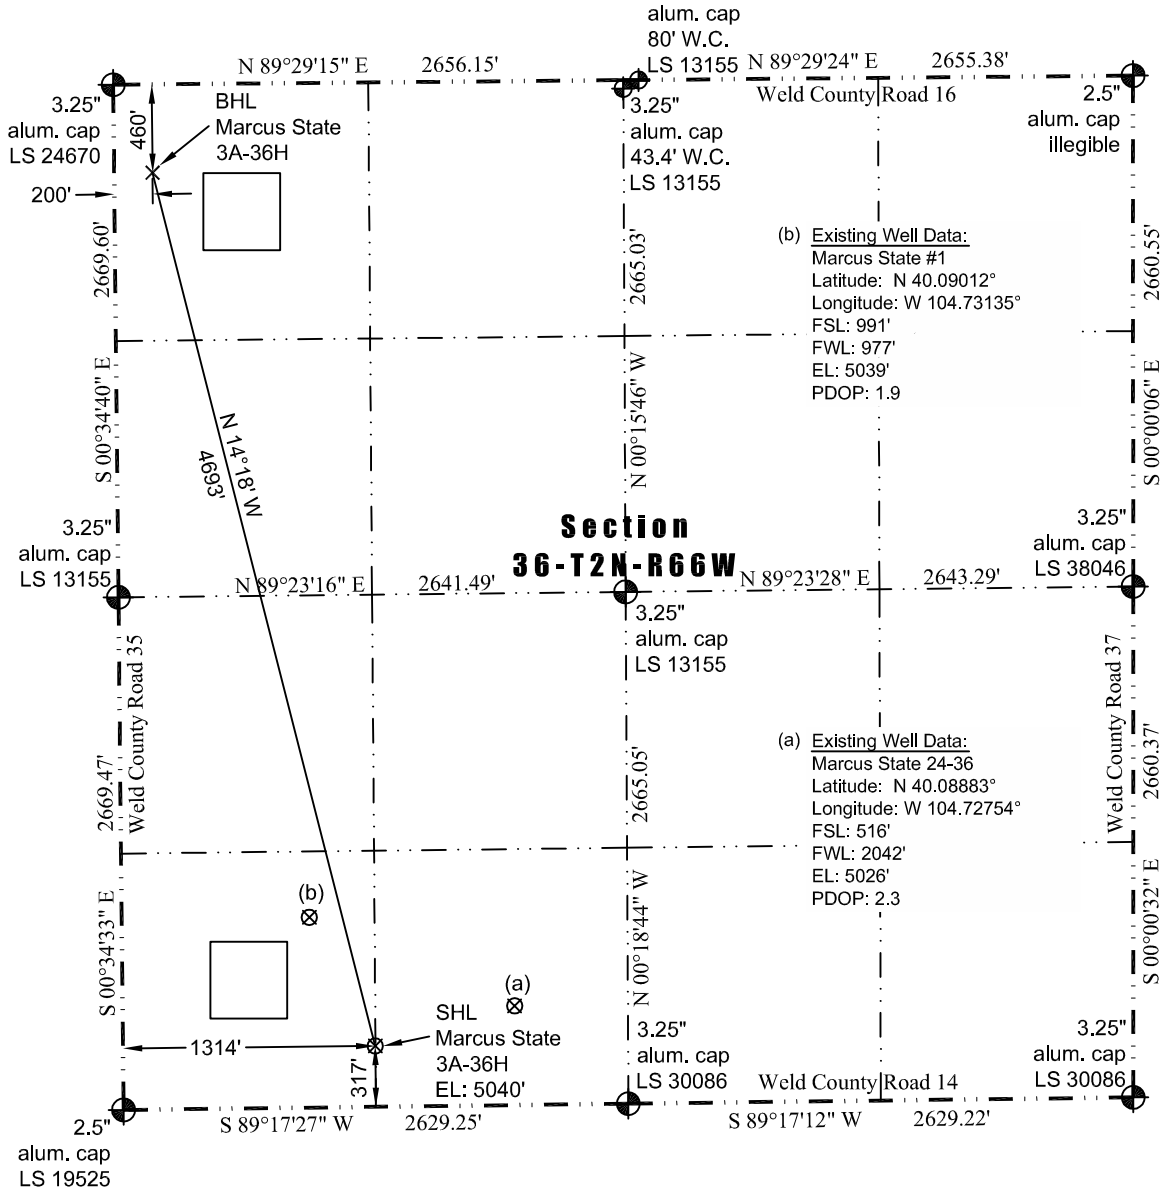 alum. cap
80' W.C.
LS 13155
N 89°29'15" E
2656.15'
N 89°29'24" E
2655.38'
Weld County Road 16
3.25"
alum. cap
LS 24670
460'
BHL
Marcus State
3A-36H
3.25"
alum. cap
43.4' W.C.
LS 13155
2.5"
alum. cap
illegible
200'
2669.60'
2665.03'
2660.55'
(b) Existing Well Data:
Marcus State #1
Latitude: N 40.09012°
Longitude: W 104.73135°
FSL: 991'
FWL: 977'
EL: 5039'
PDOP: 1.9
S 00°34'40" E
N 00°15'46" W
S 00°00'06" E
N 14°18' W
4693'
3.25"
alum. cap
LS 13155
Section
36-T2N-R66W
3.25"
alum. cap
LS 38046
N 89°23'16" E
2641.49'
N 89°23'28" E
2643.29'
3.25"
alum. cap
LS 13155
Weld County Road 35
Weld County Road 37
2669.47'
2665.05'
2660.37'
(a) Existing Well Data:
Marcus State 24-36
Latitude: N 40.08883°
Longitude: W 104.72754°
FSL: 516'
FWL: 2042'
EL: 5026'
PDOP: 2.3
S 00°34'33" E
N 00°18'44" W
S 00°00'32" E
(b)
(a)
1314'
317'
SHL
Marcus State
3A-36H
EL: 5040'
3.25"
alum. cap
LS 30086
3.25"
alum. cap
LS 30086
Weld County Road 14
S 89°17'27" W
2629.25'
S 89°17'12" W
2629.22'
2.5"
alum. cap
LS 19525